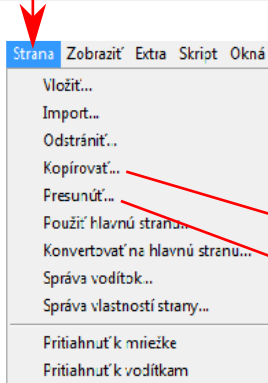 Strana Zobraziť Extra Skript Okná
Vložiť...
Import...
Odstrániť...
Kopírovať...
Presunúť...
Použiť hlavnú stranu...
Konvertovať na hlavnú stranu...
Správa vodítok...
Správa vlastností strany...
Pritiahnuť k mriežke
Pritiahnuť k vodítkam